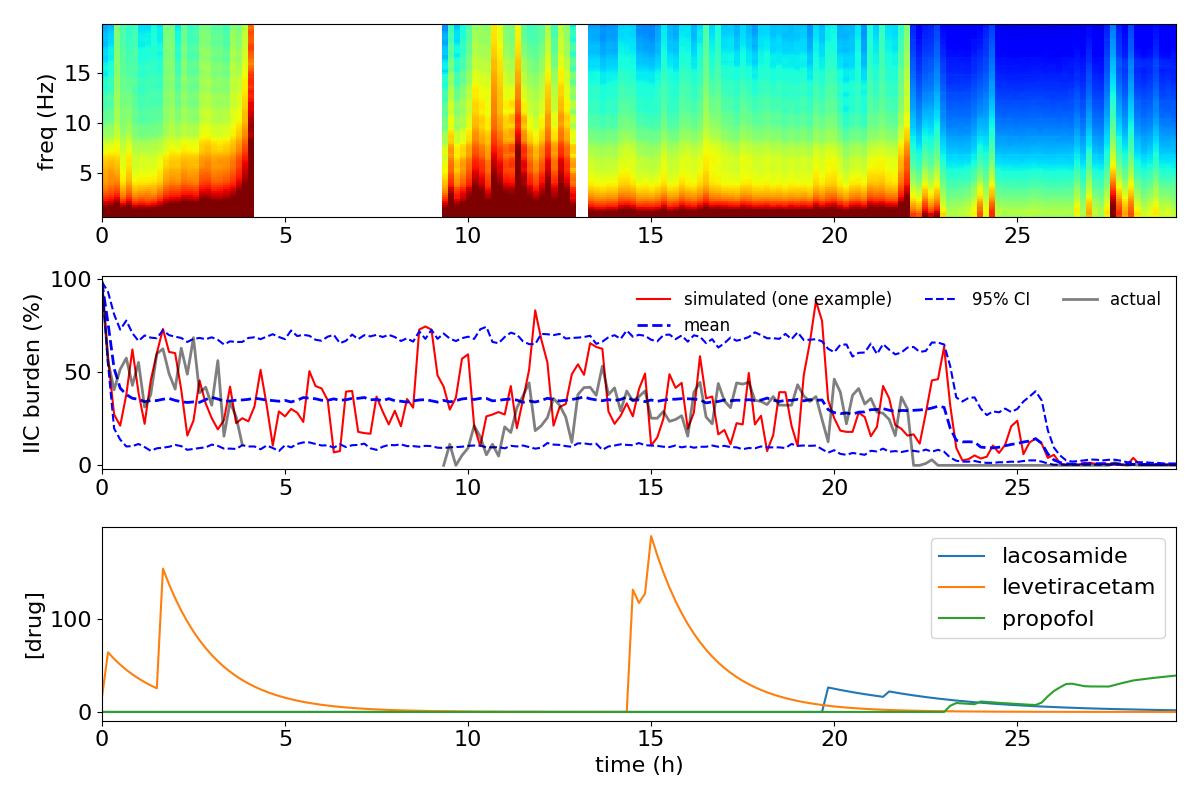 freq (Hz)
15
10
5
0 5 10 15 20 25
IIC burden (%)
100
50
0
simulated (one example) 95% CI actual
mean
0 5 10 15 20 25
[drug]
100
0
lacosamide
levetiracetam
propofol
0 5 10 15 20 25
time (h)